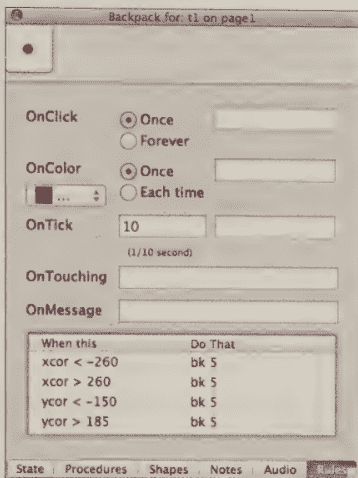 Backpack for: t1 on page1
OnClick Once
Forever
OnColor Once
... Each time
OnTick 10
(1/10 second)
OnTouching
OnMessage
When this Do That
xcor < -260 bk 5
xcor > 260 bk 5
ycor < -150 bk 5
ycor > 185 bk 5
State Procedures Shapes Notes Audio Rules